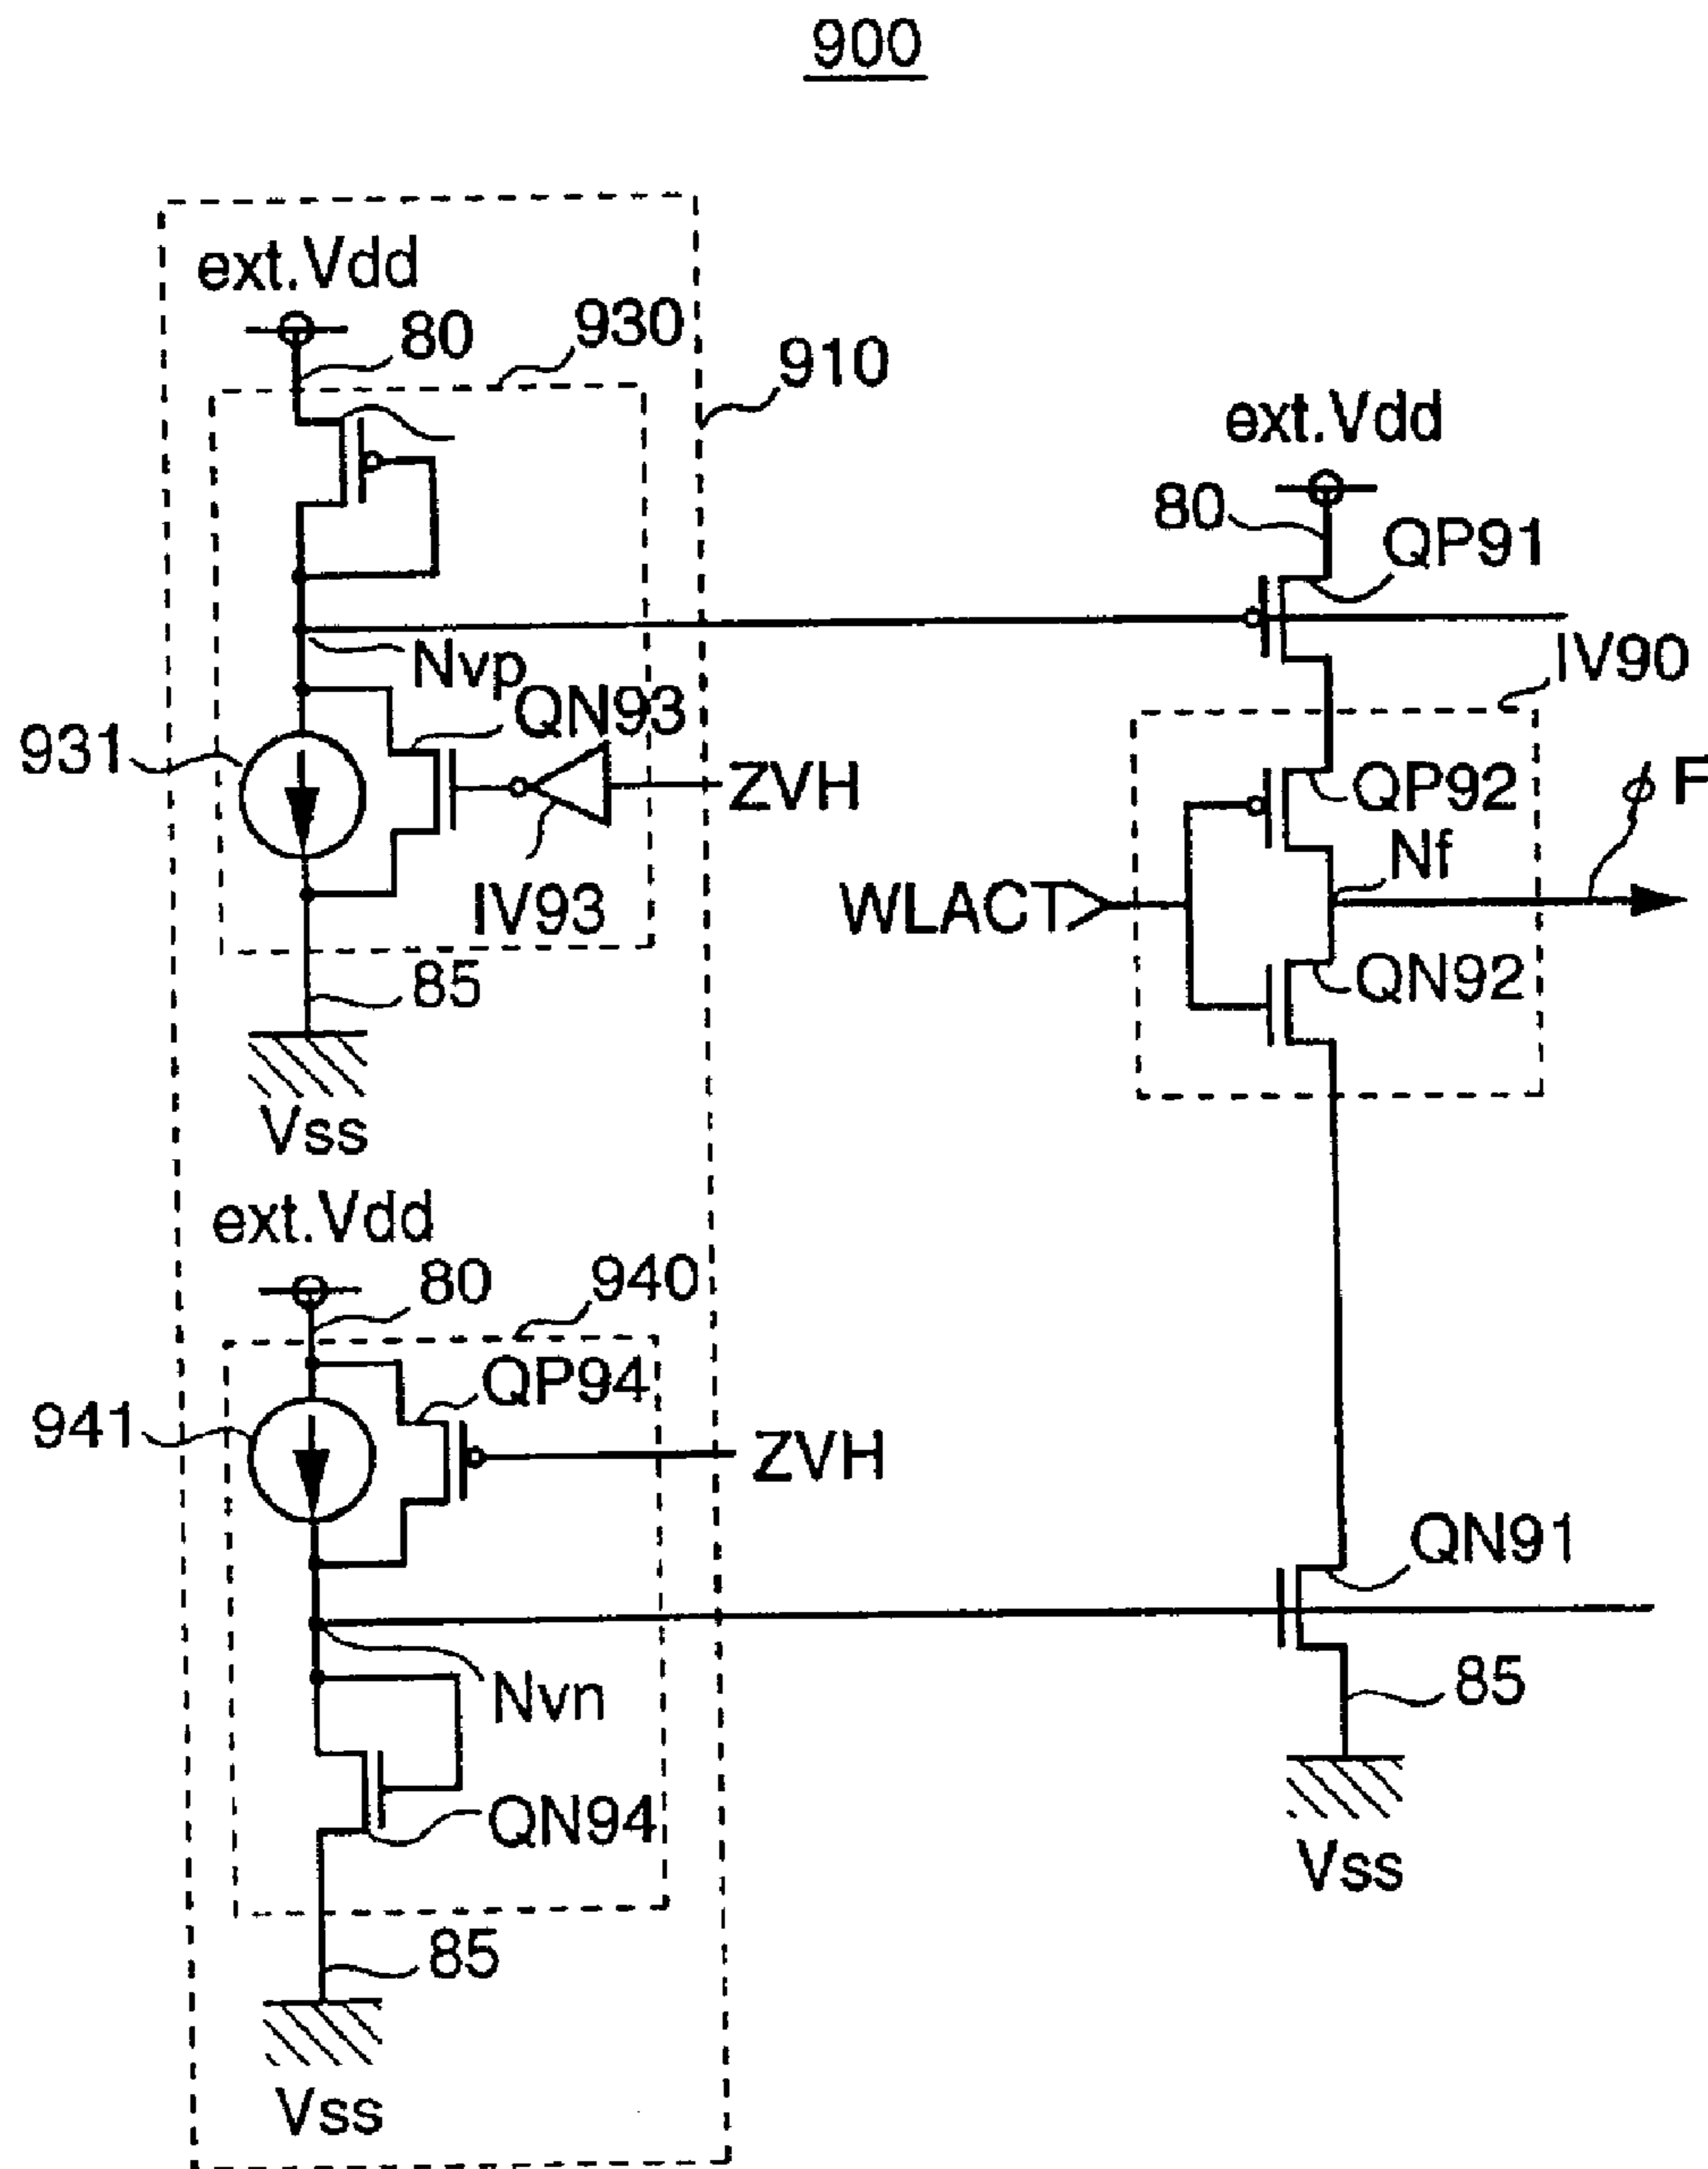 900
ext.Vdd
80
930
910
Nvp
QN93
931
ZVH
IV93
85
Vss
ext.Vdd
80
940
QP94
941
ZVH
Nvn
QN94
85
Vss
ext.Vdd
80
QP91
IV90
QP92
ϕ F
Nf
WLACT
QN92
QN91
85
Vss